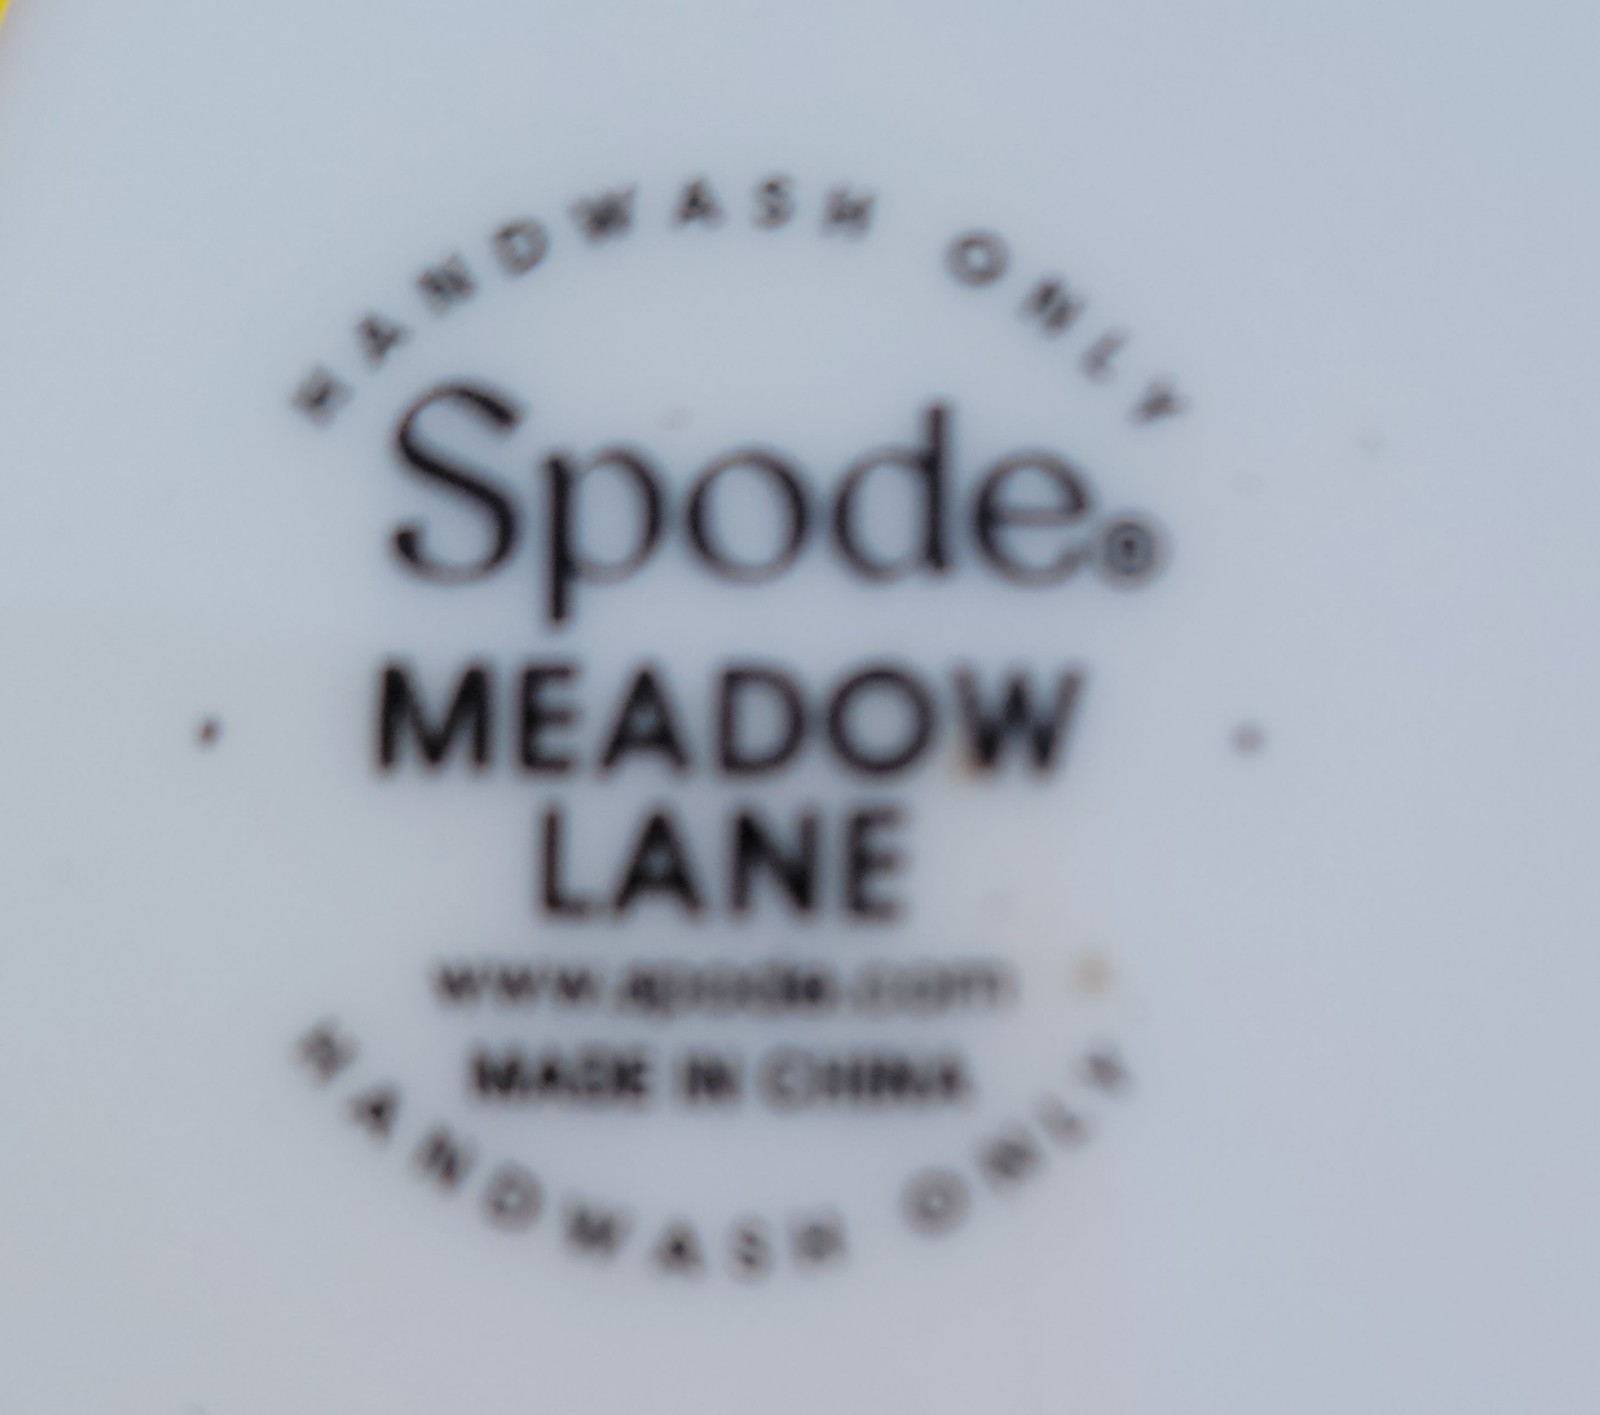 HANDWASH ONLY
Spode®
MEADOW
LANE
www.spode.com
MADE IN CHINA
HANDWASH ONLY